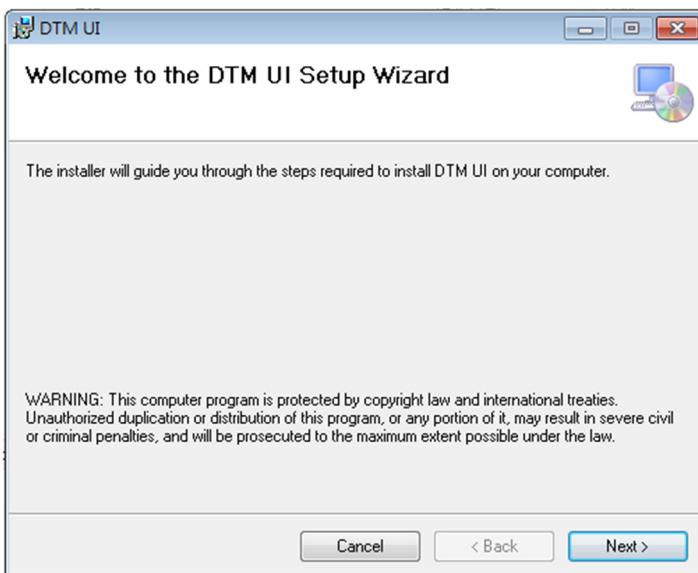 DTM UI
Welcome to the DTM UI Setup Wizard
The installer will guide you through the steps required to install DTM UI on your computer.
WARNING: This computer program is protected by copyright law and international treaties.
Unauthorized duplication or distribution of this program, or any portion of it, may result in severe civil
or criminal penalties, and will be prosecuted to the maximum extent possible under the law.
Cancel
< Back
Next >